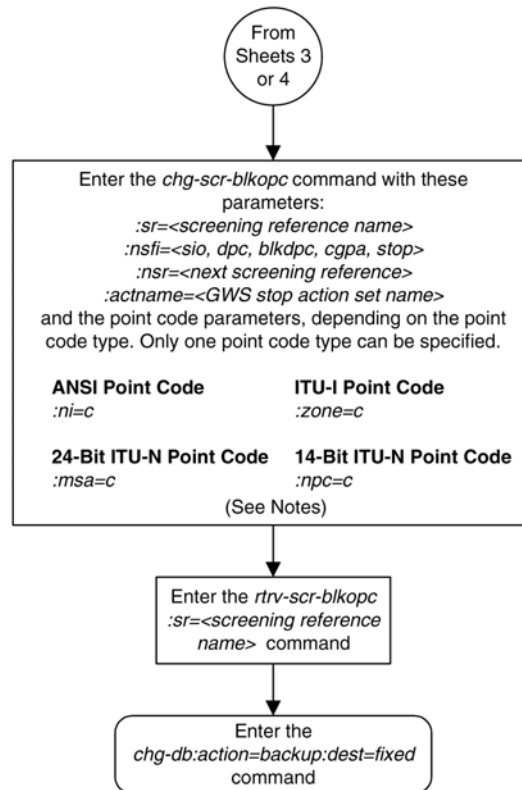 From
Sheets 3
or 4
Enter the chg-scr-blkopc command with these
parameters:
:sr=<screening reference name>
:nsfi=<sio, dpc, blkdpc, cgpa, stop>
:nsr=<next screening reference>
:actname=<GWS stop action set name>
and the point code parameters, depending on the point
code type. Only one point code type can be specified.
ANSI Point Code
:ni=c
ITU-I Point Code
:zone=c
24-Bit ITU-N Point Code
:msa=c
14-Bit ITU-N Point Code
:npc=c
(See Notes)
Enter the rtrv-scr-blkopc
:sr=<screening reference
name> command
Enter the
chg-db:action=backup:dest=fixed
command